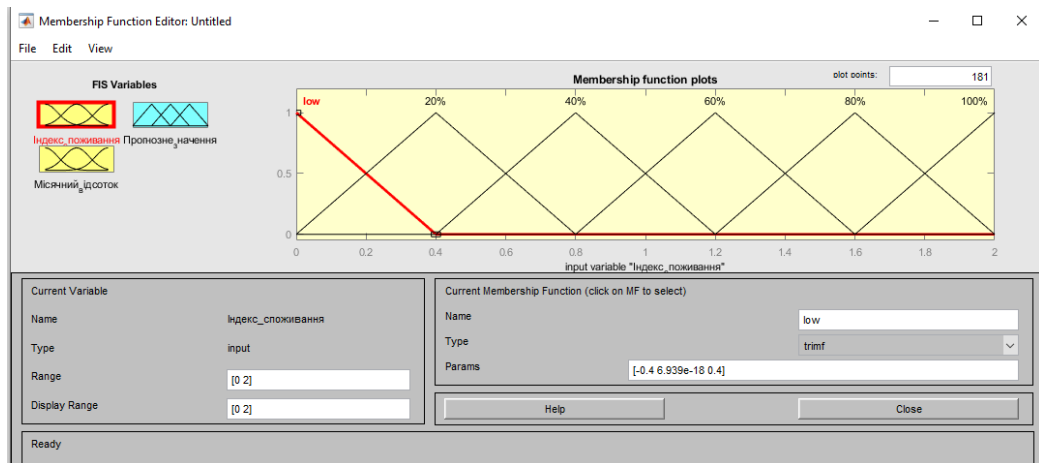 Membership Function Editor: Untitled
File Edit View
FIS Variables
Індекс_поживання Прогнозне_значення
Місячний_відсоток
Membership function plots
plot points: 181
low 20% 40% 60% 80% 100%
1
0.5
0
0 0.2 0.4 0.6 0.8 1 1.2 1.4 1.6 1.8 2
input variable "Індекс_поживання"
Current Variable
Name Індекс_споживання
Type input
Range [0 2]
Display Range [0 2]
Current Membership Function (click on MF to select)
Name low
Type trimf
Params [-0.4 6.939e-18 0.4]
Help Close
Ready